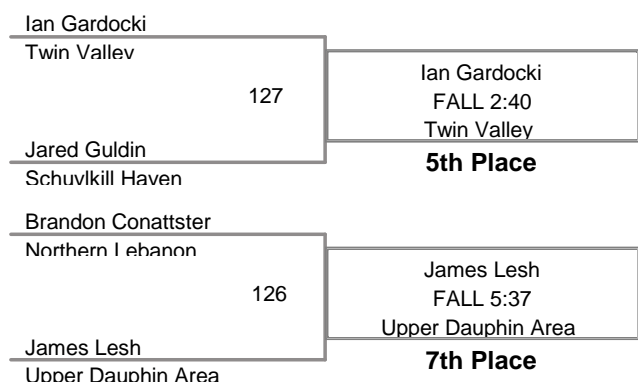 Ian Gardocki
Twin Valley
127
Ian Gardocki
FALL 2:40
Twin Valley
Jared Guldin
Schuylkill Haven
5th Place
Brandon Conattster
Northern Lebanon
126
James Lesh
FALL 5:37
Upper Dauphin Area
James Lesh
Upper Dauphin Area
7th Place